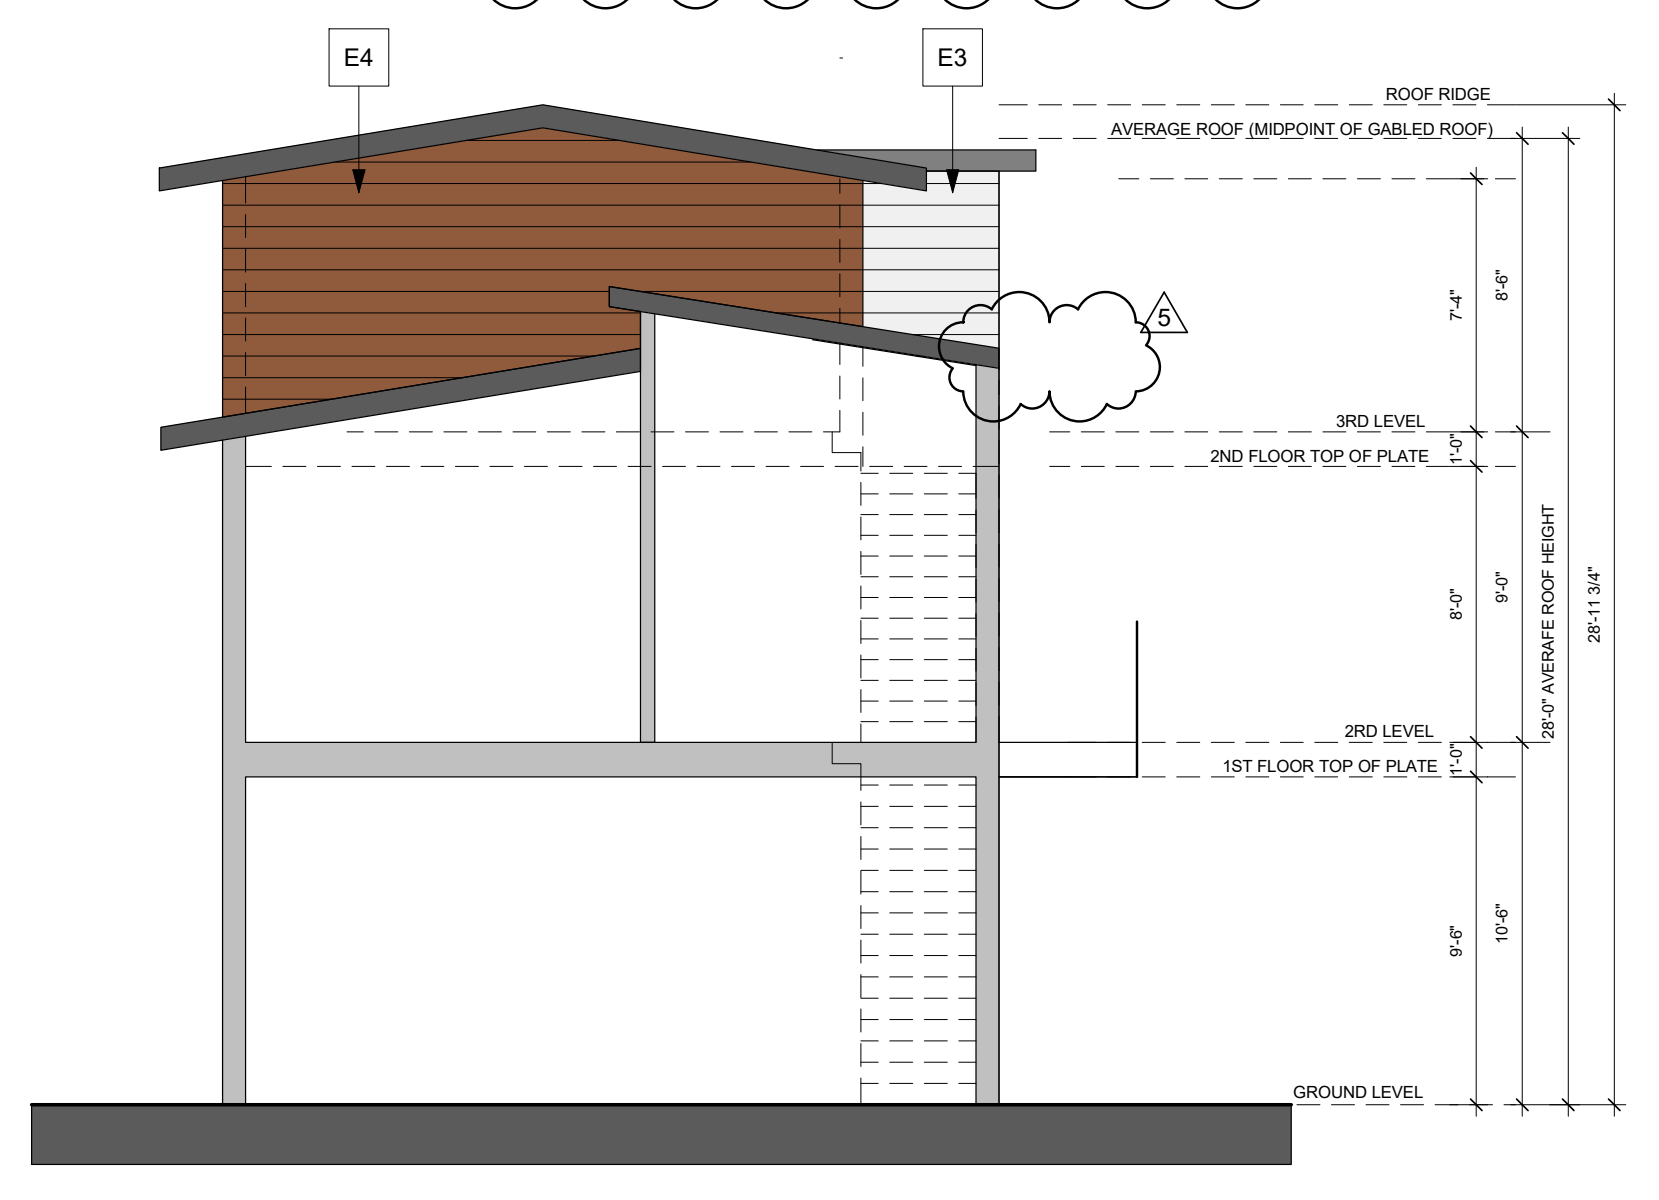 E4
E3
ROOF RIDGE
AVERAGE ROOF (MIDPOINT OF GABLED ROOF)
5
7'-4"
8'-6"
3RD LEVEL
1'-0"
2ND FLOOR TOP OF PLATE
8'-0"
9'-0"
28'-0" AVERAFE ROOF HEIGHT
28'-11 3/4"
2RD LEVEL
1'-0"
1ST FLOOR TOP OF PLATE
9'-6"
10'-6"
GROUND LEVEL